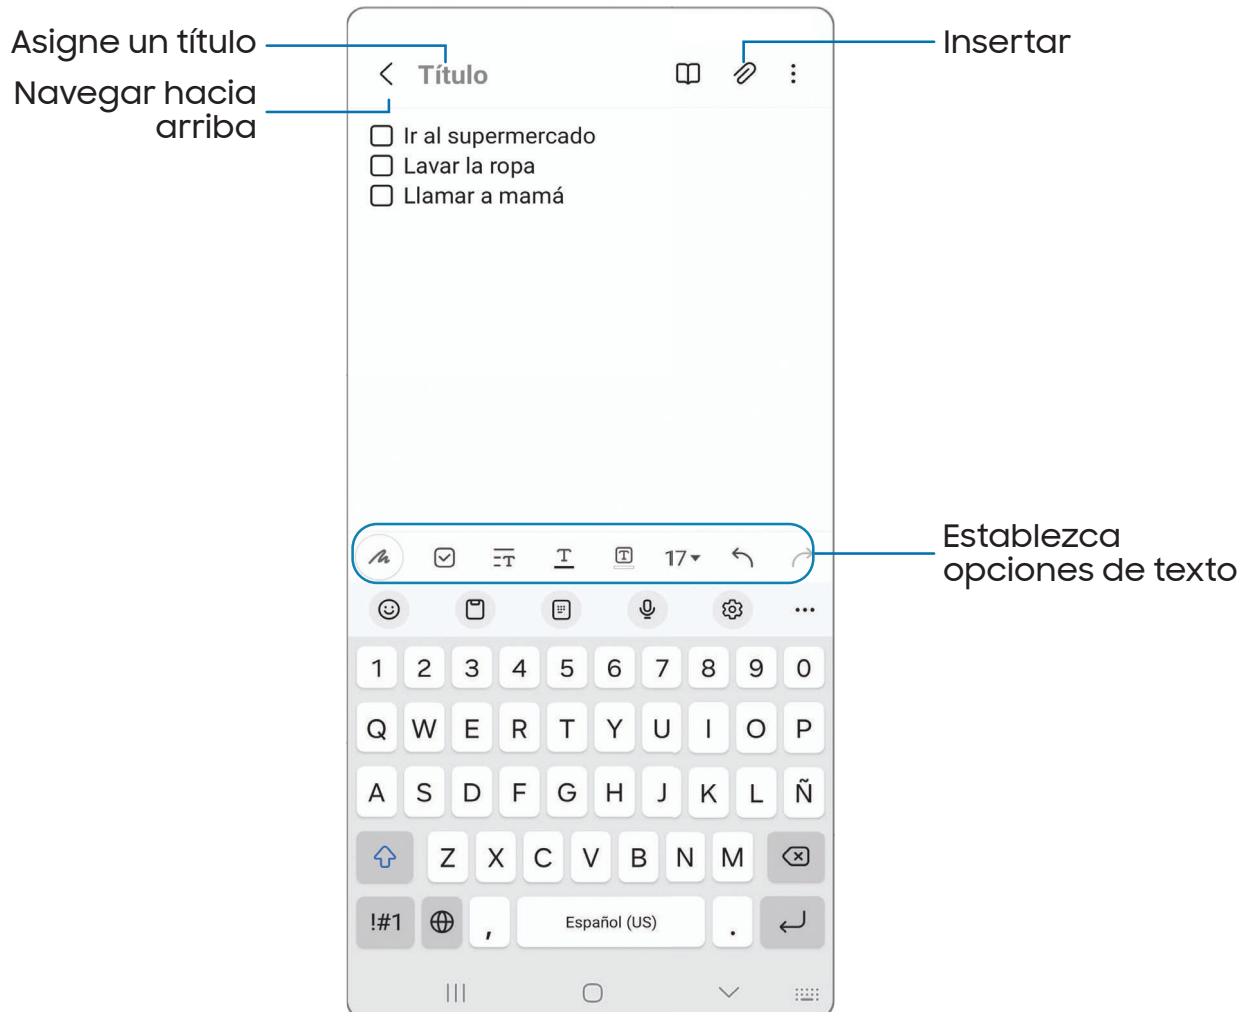 Asigne un título
Navegar hacia
arriba
Insertar
Título
Ir al supermercado
Lavar la ropa
Llamar a mamá
Establezca
opciones de texto
T T T 17
1 2 3 4 5 6 7 8 9 0
Q W E R T Y U I O P
A S D F G H J K L Ñ
Z X C V B N M
!#1 , Español (US) .